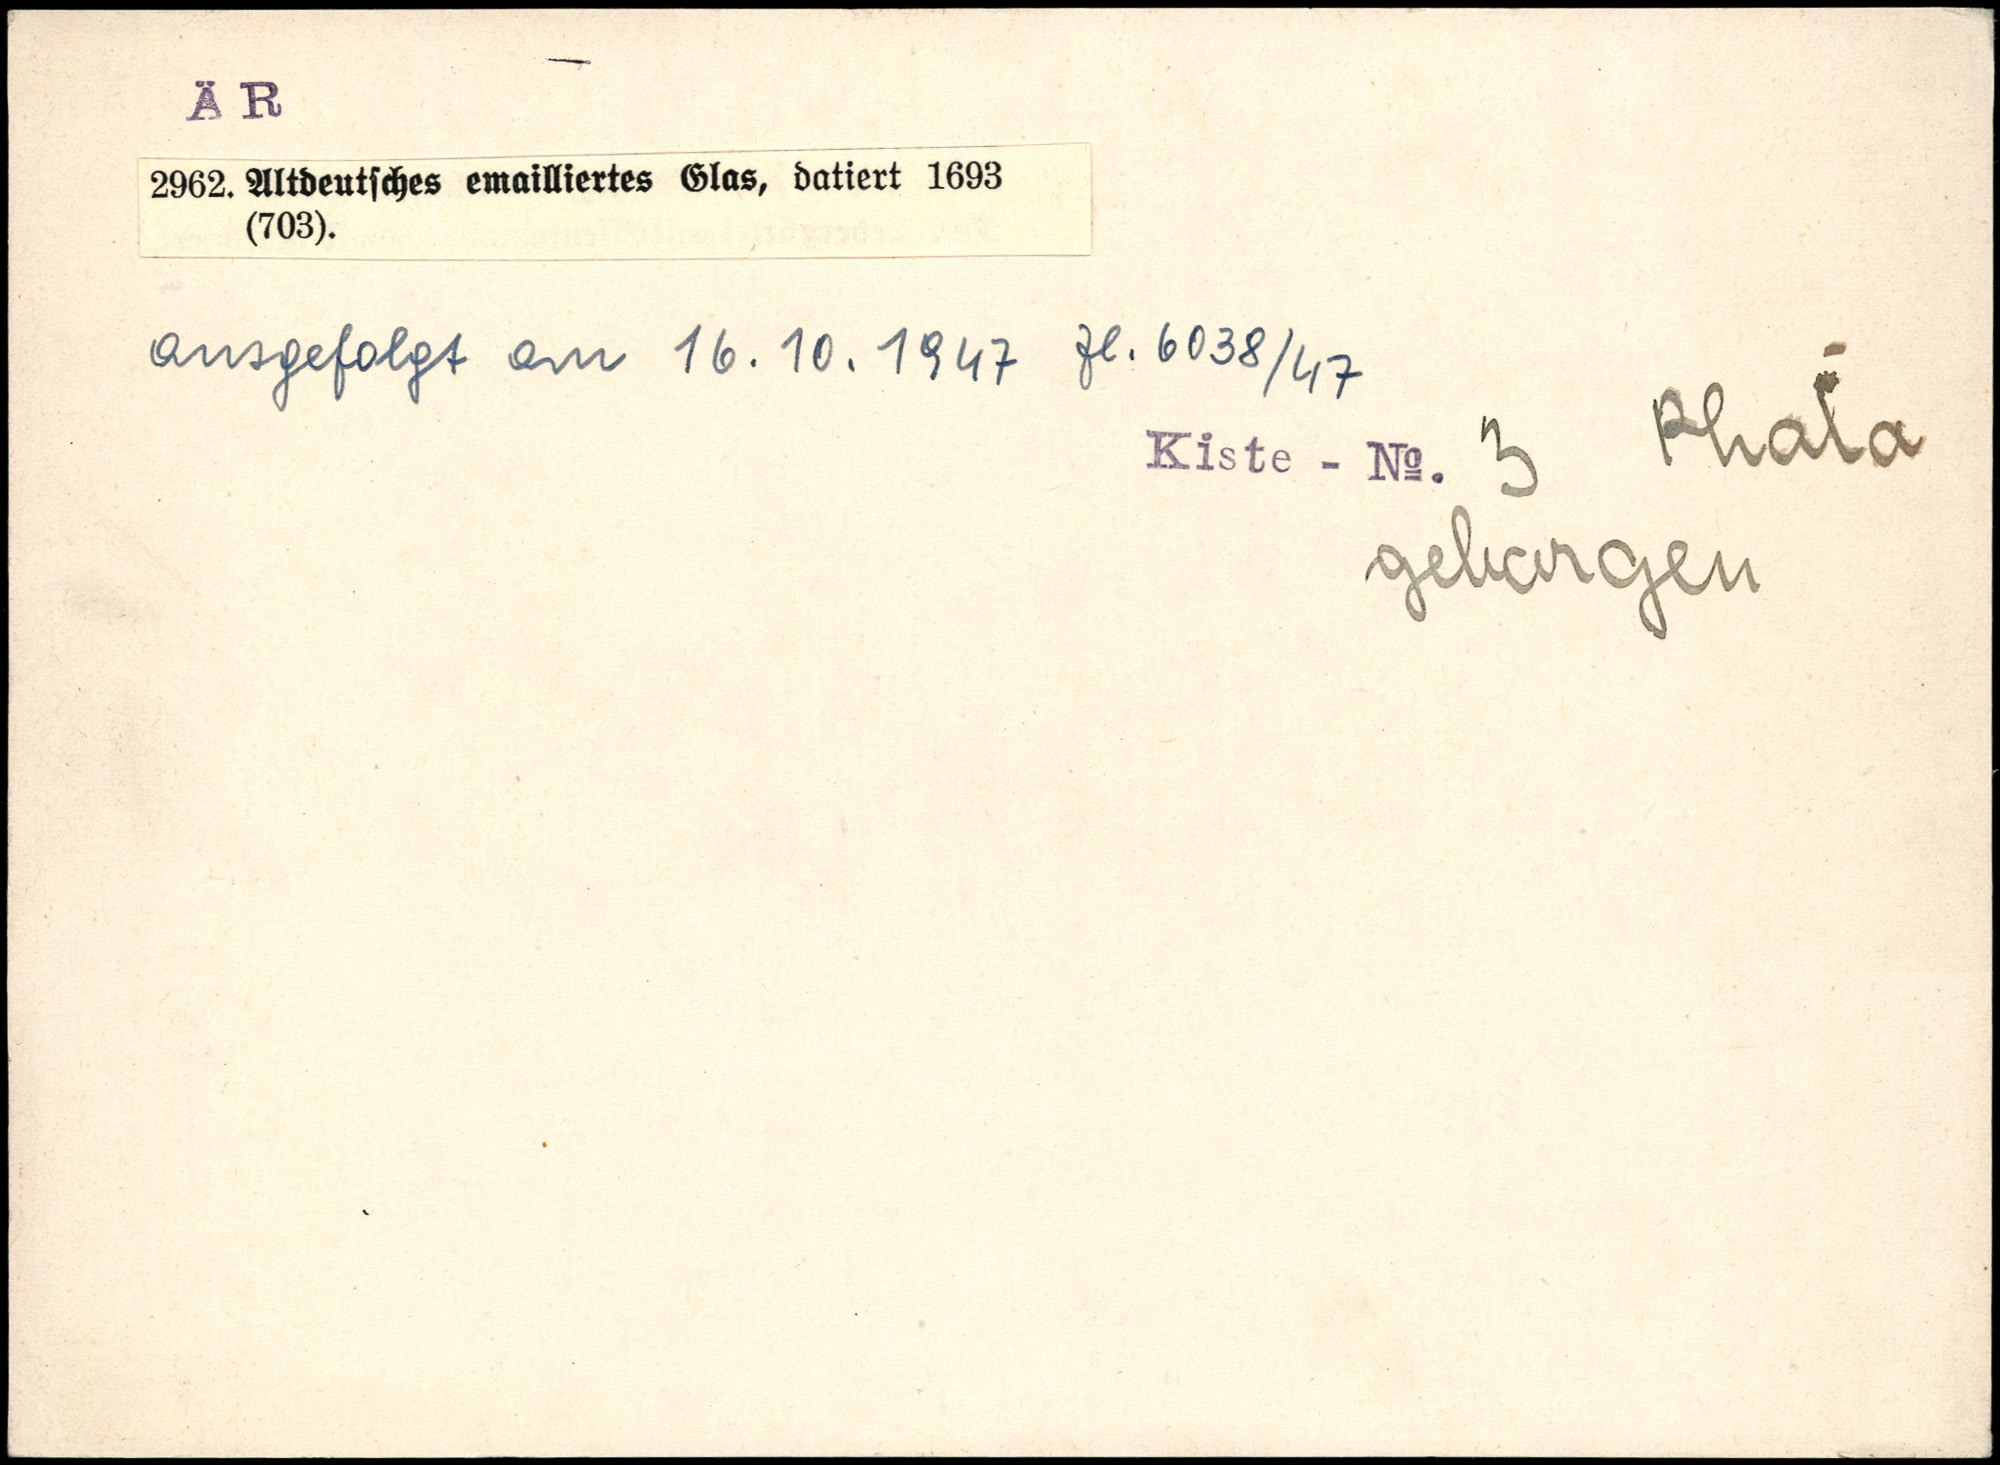 ÄR
2962. Altdeutsches emailliertes Glas, datiert 1693
(703).
ausgefolgt am 16.10.1947 Zl. 6038/47
Kiste - №. 3
geborgen